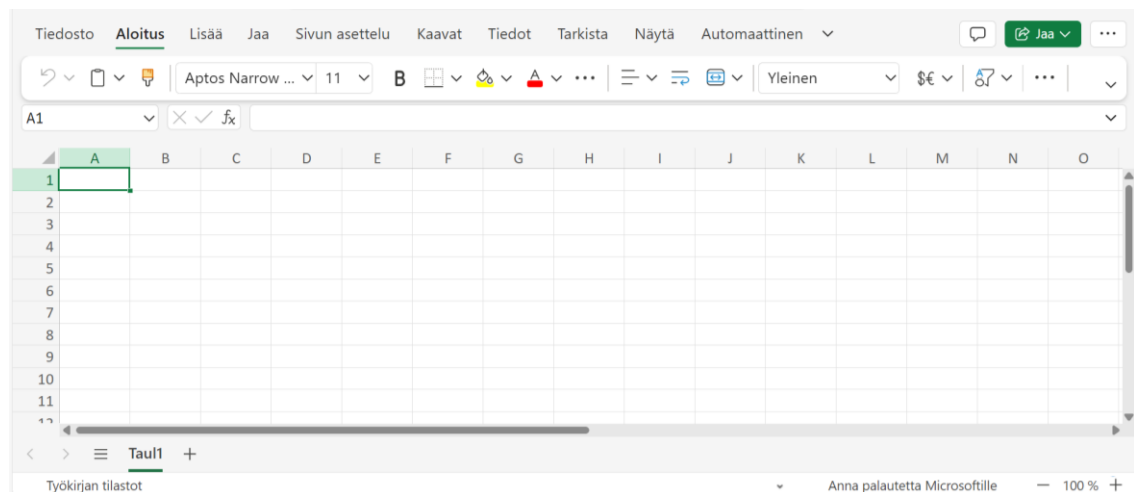 Tiedosto Aloitus Lisää Jaa Sivun asettelu Kaavat Tiedot Tarkista Näytä Automaattinen Jaa ...
Aptos Narrow ... 11 B A ... Yleinen $€ ...
A1 fx
A B C D E F G H I J K L M N O
1
2
3
4
5
6
7
8
9
10
11
12
Taul1 +
Työkirjan tilastot Anna palautetta Microsoftille — 100 % +